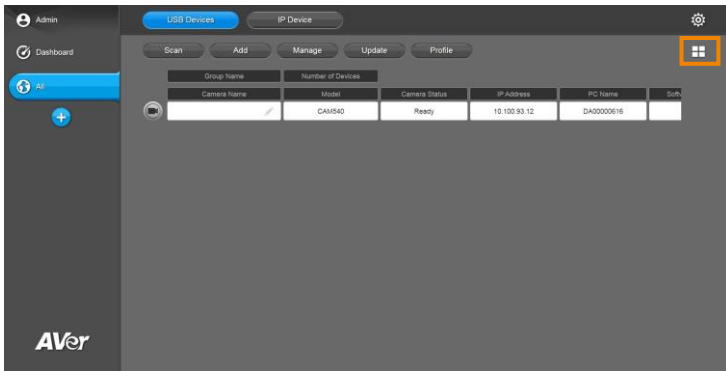 Admin
USB Devices
IP Device
Dashboard
Scan
Add
Manage
Update
Profile
All
Group Name
Number of Devices
Camera Name
Model
Camera Status
IP Address
PC Name
CAM540
Ready
10.100.93.12
DA00000616
AVer